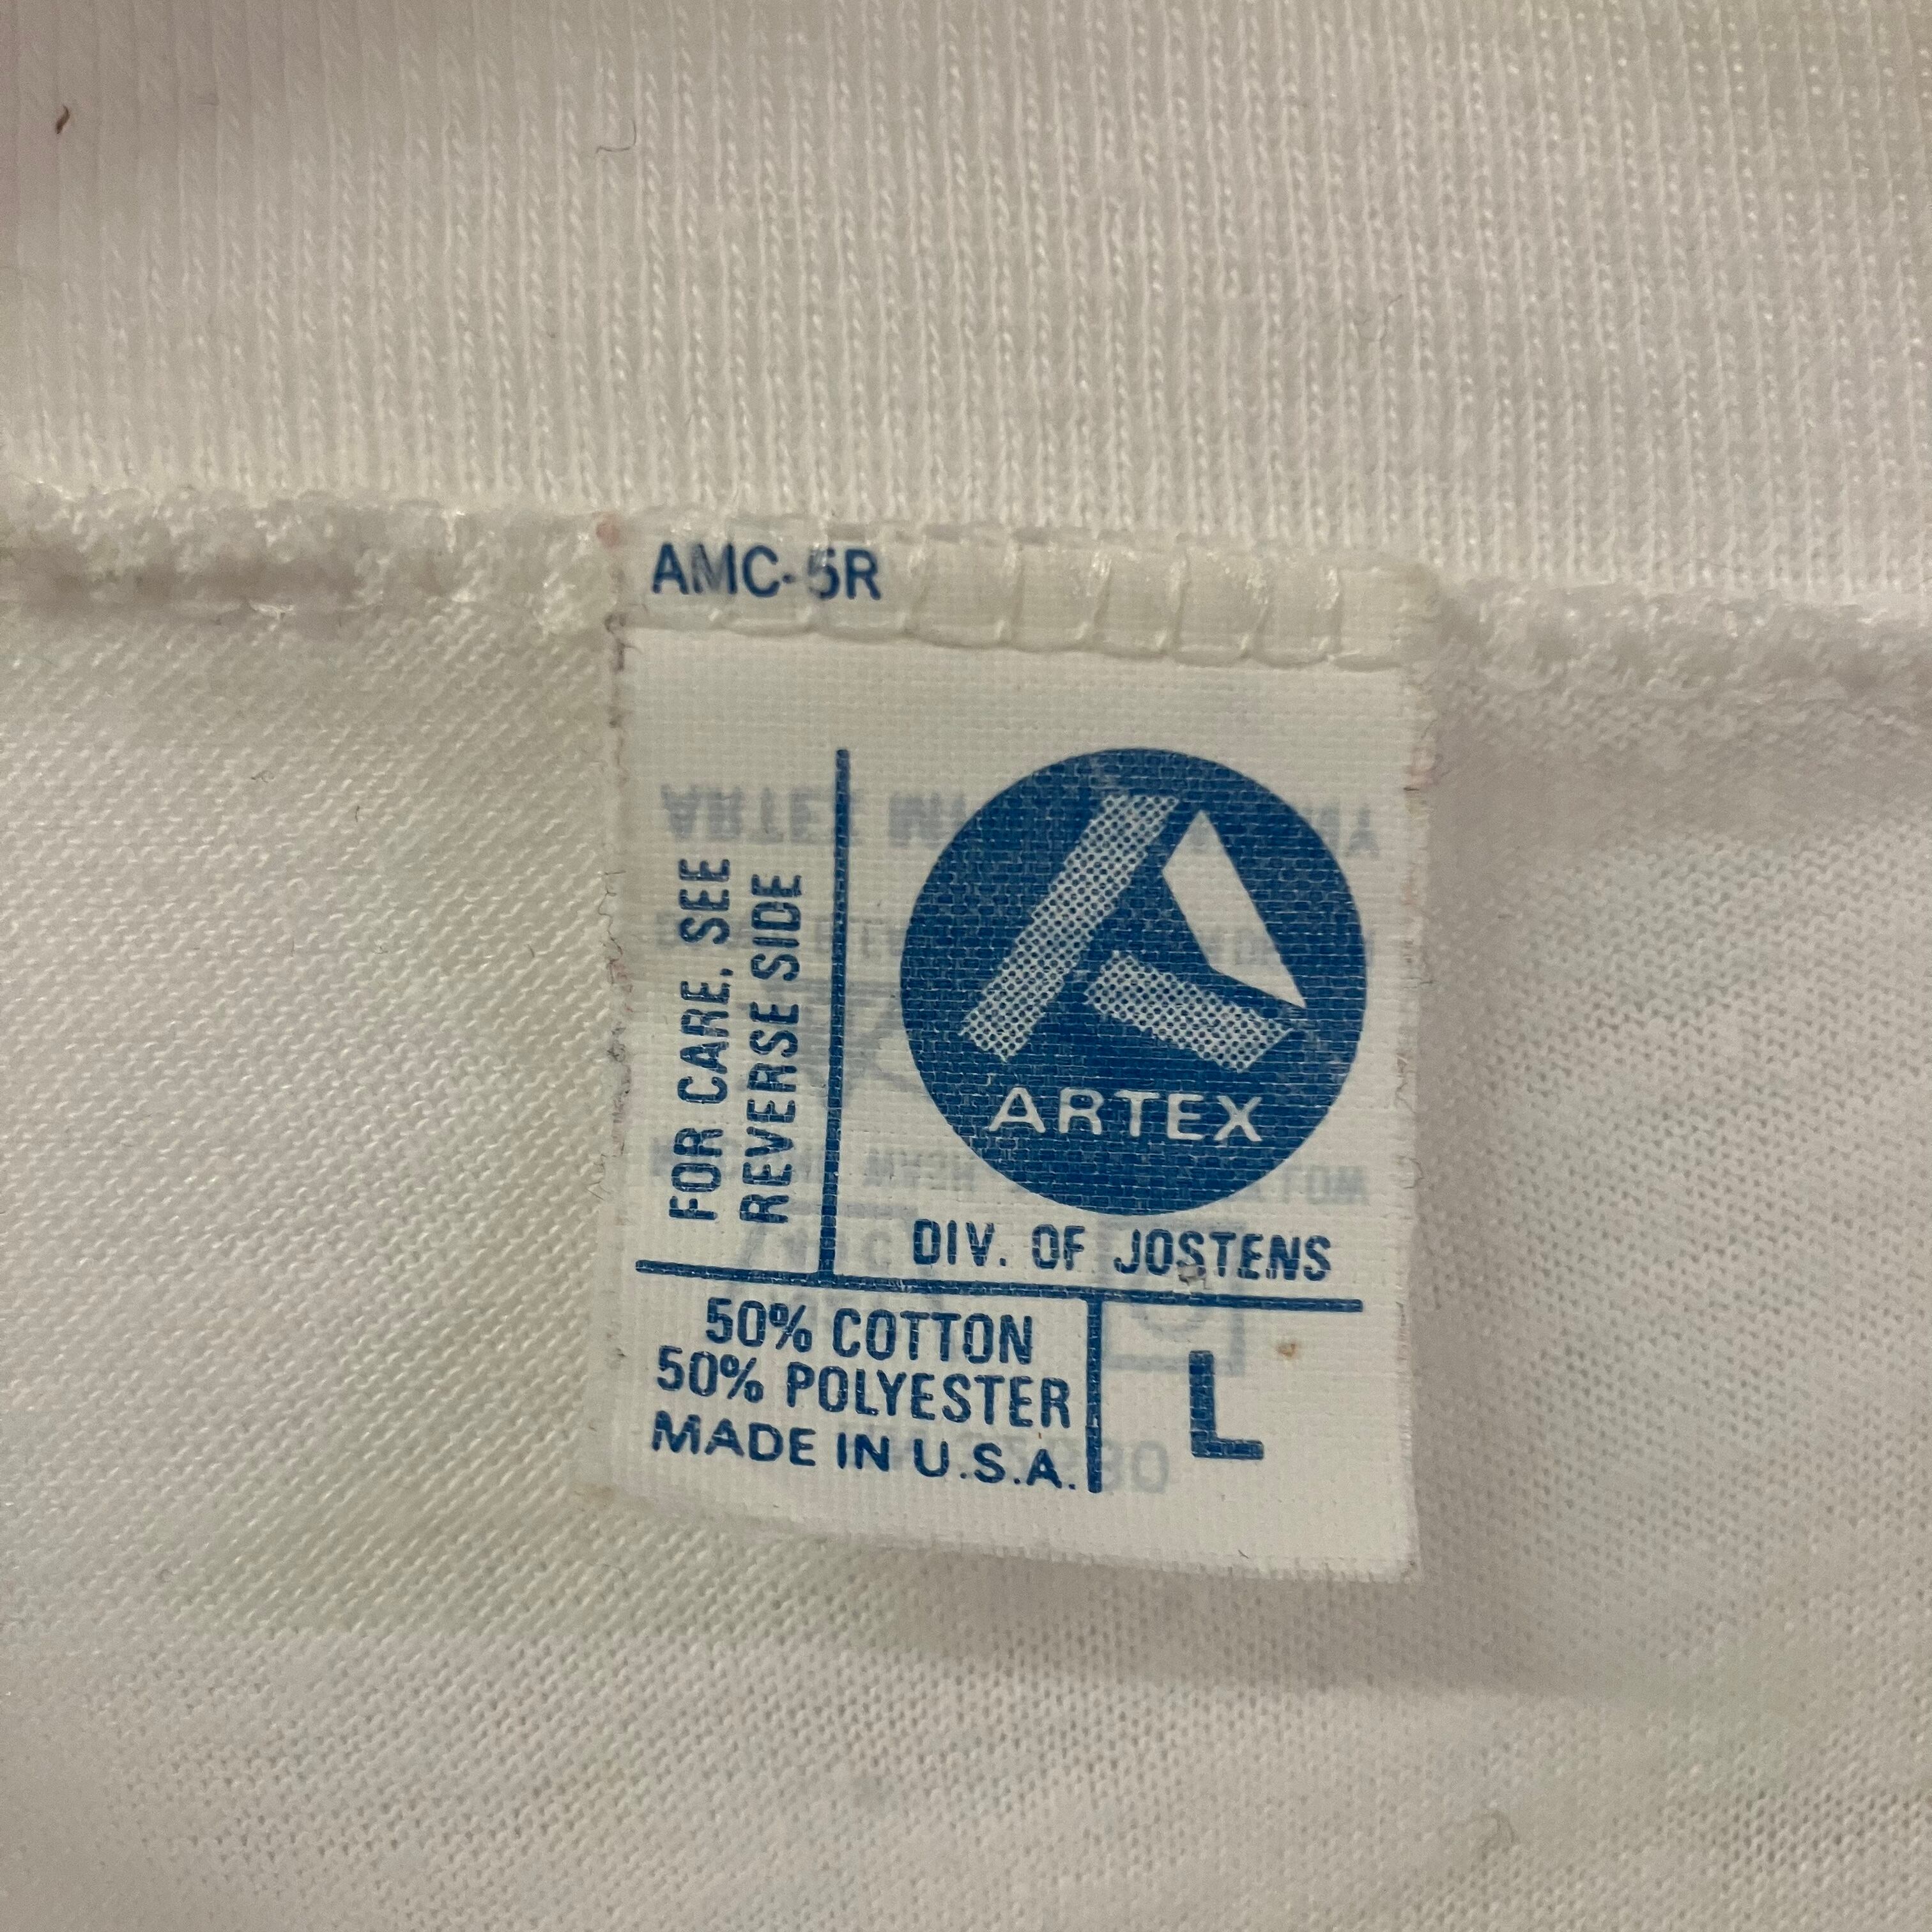 AMC-5R
FOR CARE, SEE
REVERSE SIDE
ARTEX
DIV. OF JOSTENS
50% COTTON
50% POLYESTER
MADE IN U.S.A.
L